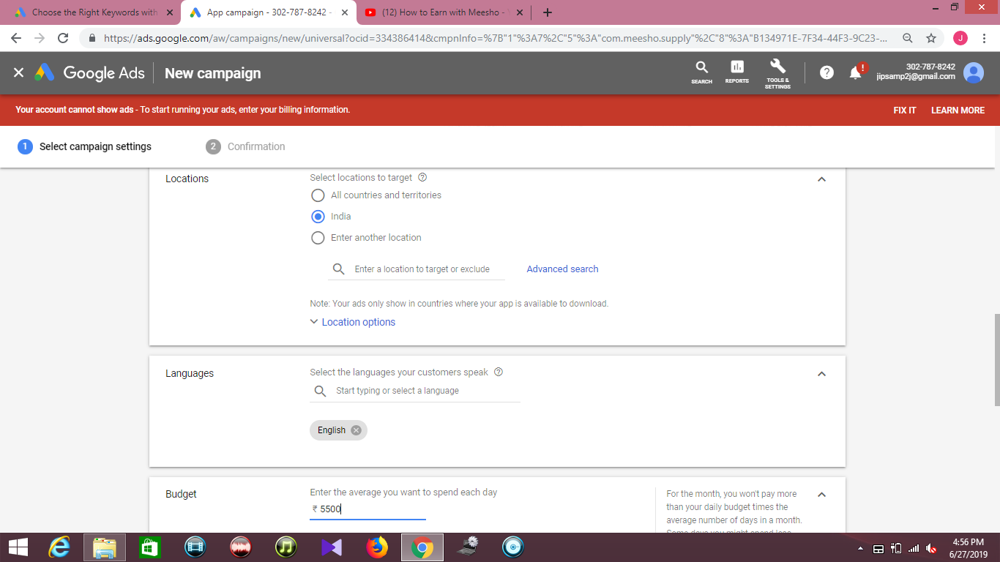 Choose the Right Keywords with
App campaign - 302-787-8242 -
(12) How to Earn with Meesho -
https://ads.google.com/aw/campaigns/new/universal?ocid=334386414&cmpnInfo=%7B"1"%3A7%2C"5"%3A"com.meesho.supply"%2C"8"%3A"B134971E-7F34-44F3-9C23-...
J
Google Ads
New campaign
SEARCH
REPORTS
TOOLS &
SETTINGS
?
!
302-787-8242
jipsamp2j@gmail.com
Your account cannot show ads - To start running your ads, enter your billing information.
FIX IT
LEARN MORE
1 Select campaign settings
2 Confirmation
Locations
Select locations to target
All countries and territories
India
Enter another location
Enter a location to target or exclude
Advanced search
Note: Your ads only show in countries where your app is available to download.
Location options
Languages
Select the languages your customers speak
Start typing or select a language
English
Budget
Enter the average you want to spend each day
₹ 5500
For the month, you won't pay more
than your daily budget times the
average number of days in a month.
Some days you might spend less
4:56 PM
6/27/2019